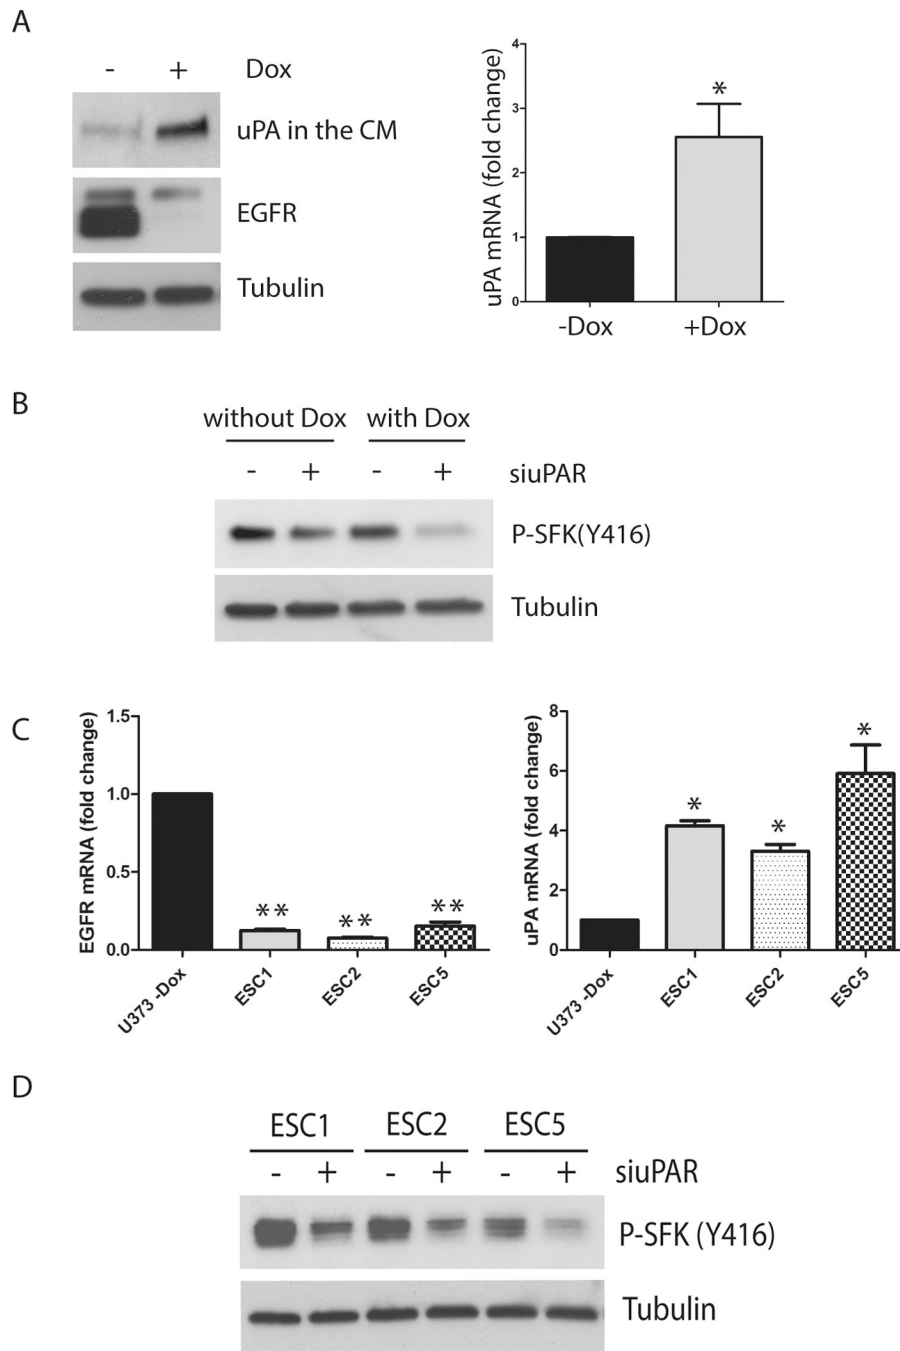 A
- + Dox
uPA in the CM
EGFR
Tubulin
uPA mRNA (fold change)
4
3
2
1
0
*
-Dox +Dox
B
without Dox with Dox
- + - + siuPAR
P-SFK(Y416)
Tubulin
C
EGFR mRNA (fold change)
1.5
1.0
0.5
0.0
** ** **
U373 -Dox ESC1 ESC2 ESC5
uPA mRNA (fold change)
8
6
4
2
0
* * *
U373 -Dox ESC1 ESC2 ESC5
D
ESC1 ESC2 ESC5
- + - + - + siuPAR
P-SFK (Y416)
Tubulin